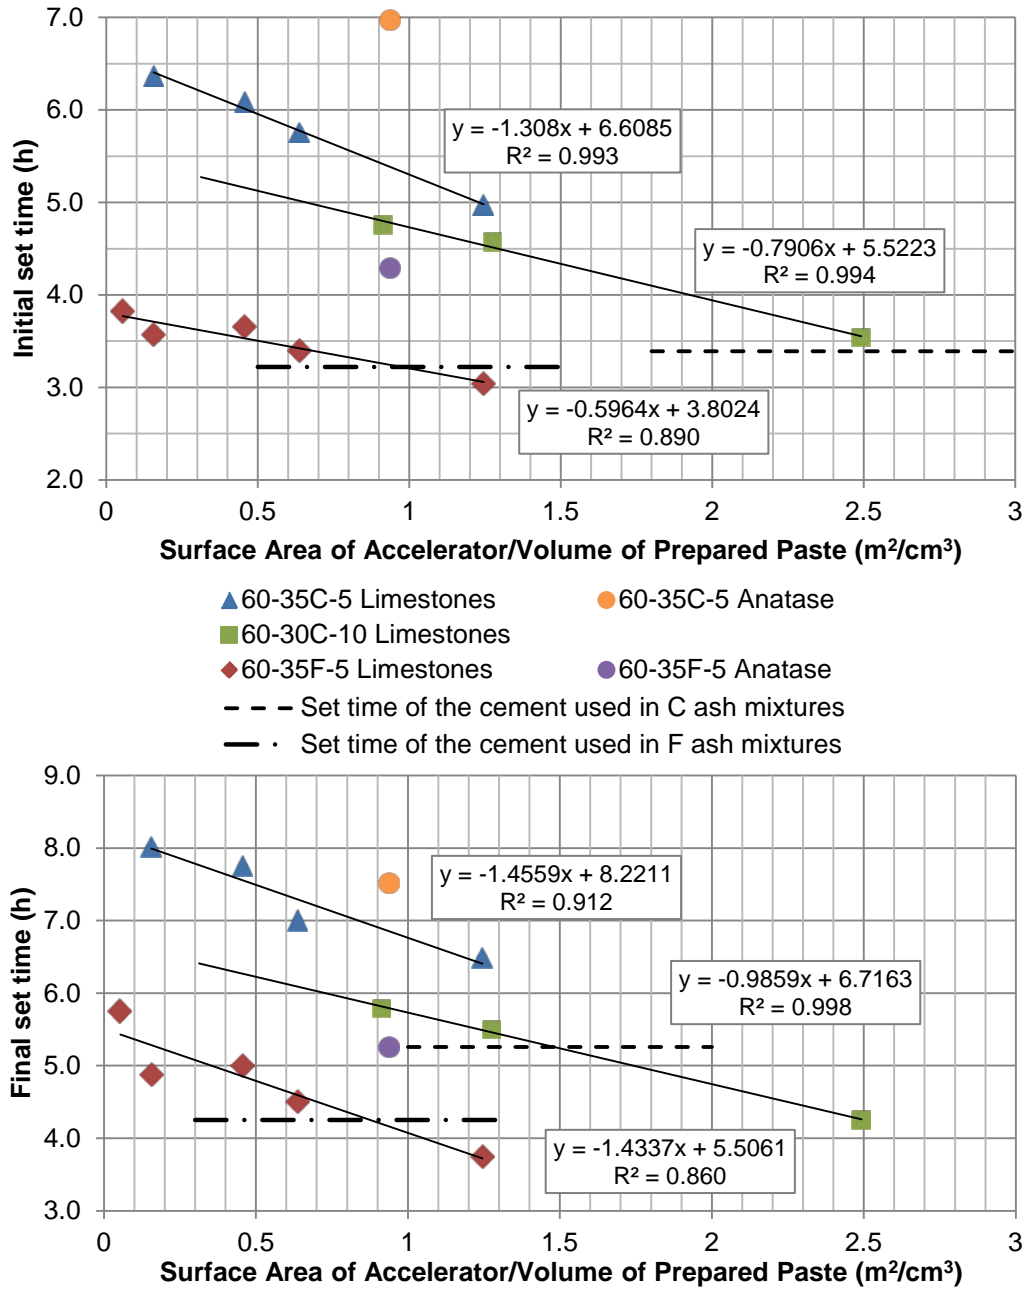 7.0
6.0
5.0
4.0
3.0
2.0
Initial set time (h)
y = -1.308x + 6.6085
R² = 0.993
y = -0.7906x + 5.5223
R² = 0.994
y = -0.5964x + 3.8024
R² = 0.890
0 0.5 1 1.5 2 2.5 3
Surface Area of Accelerator/Volume of Prepared Paste (m²/cm³)
60-35C-5 Limestones 60-35C-5 Anatase
60-30C-10 Limestones
60-35F-5 Limestones 60-35F-5 Anatase
Set time of the cement used in C ash mixtures
Set time of the cement used in F ash mixtures
9.0
8.0
7.0
6.0
5.0
4.0
3.0
Final set time (h)
y = -1.4559x + 8.2211
R² = 0.912
y = -0.9859x + 6.7163
R² = 0.998
y = -1.4337x + 5.5061
R² = 0.860
0 0.5 1 1.5 2 2.5 3
Surface Area of Accelerator/Volume of Prepared Paste (m²/cm³)